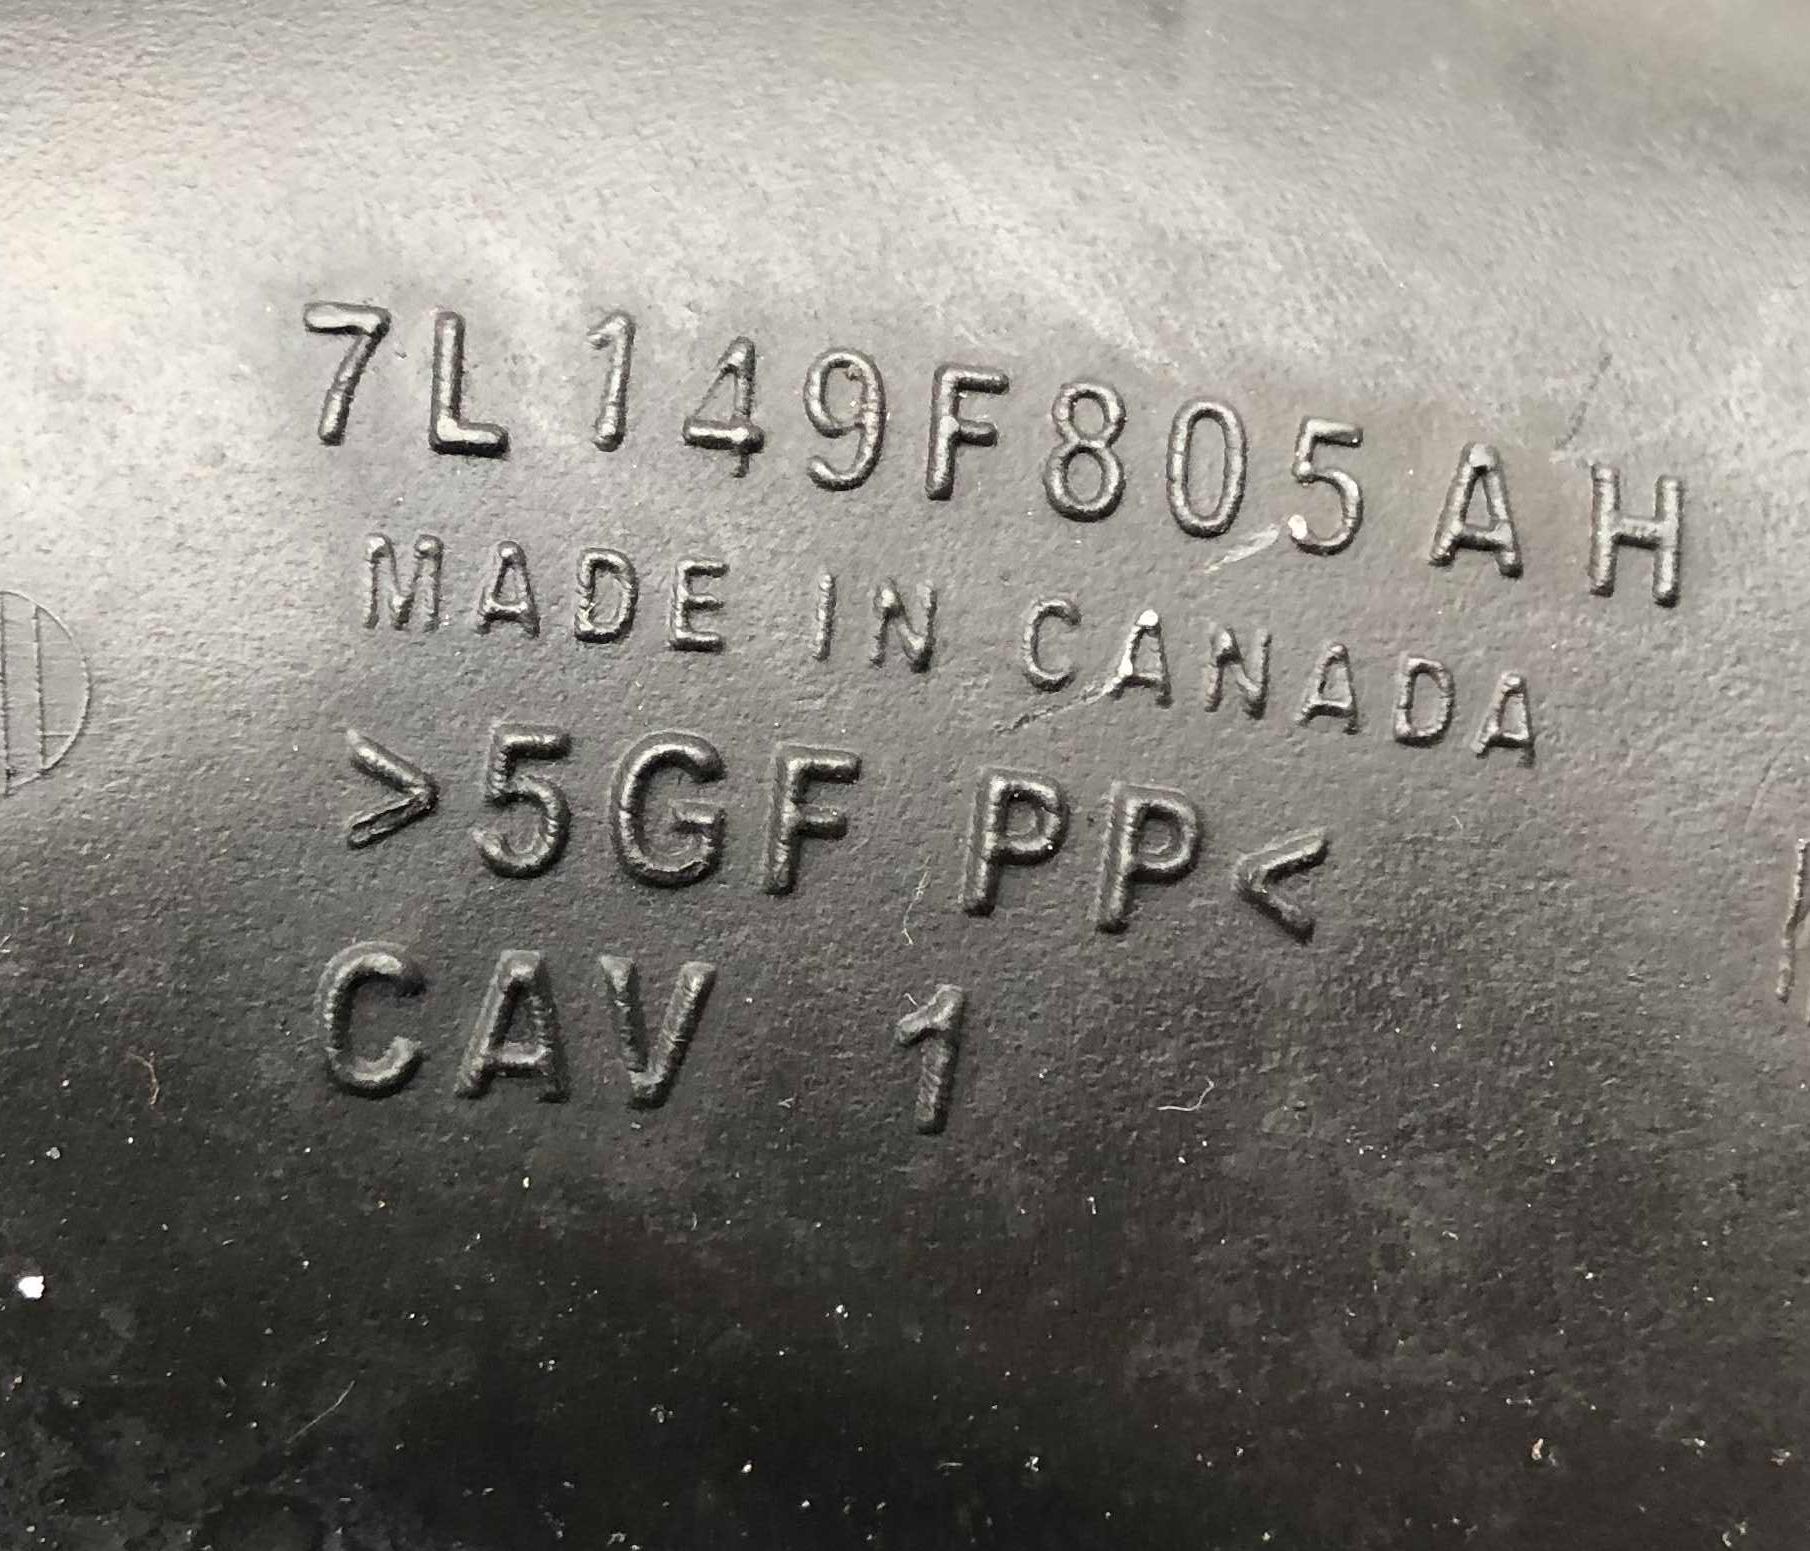 7L149F805AH
MADE IN CANADA
>5GF PP<
CAV 1